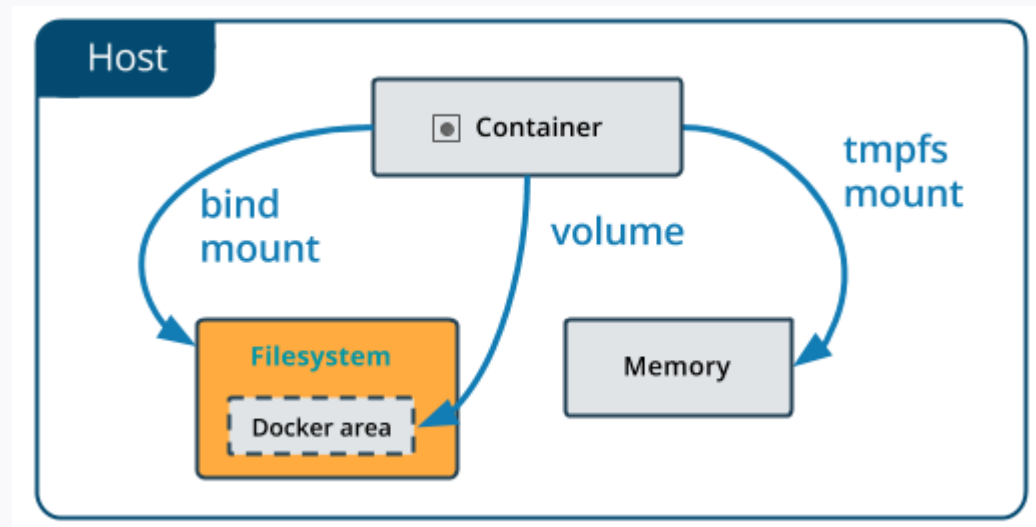 Host
Container
bind
mount
volume
tmpfs
mount
Filesystem
Docker area
Memory